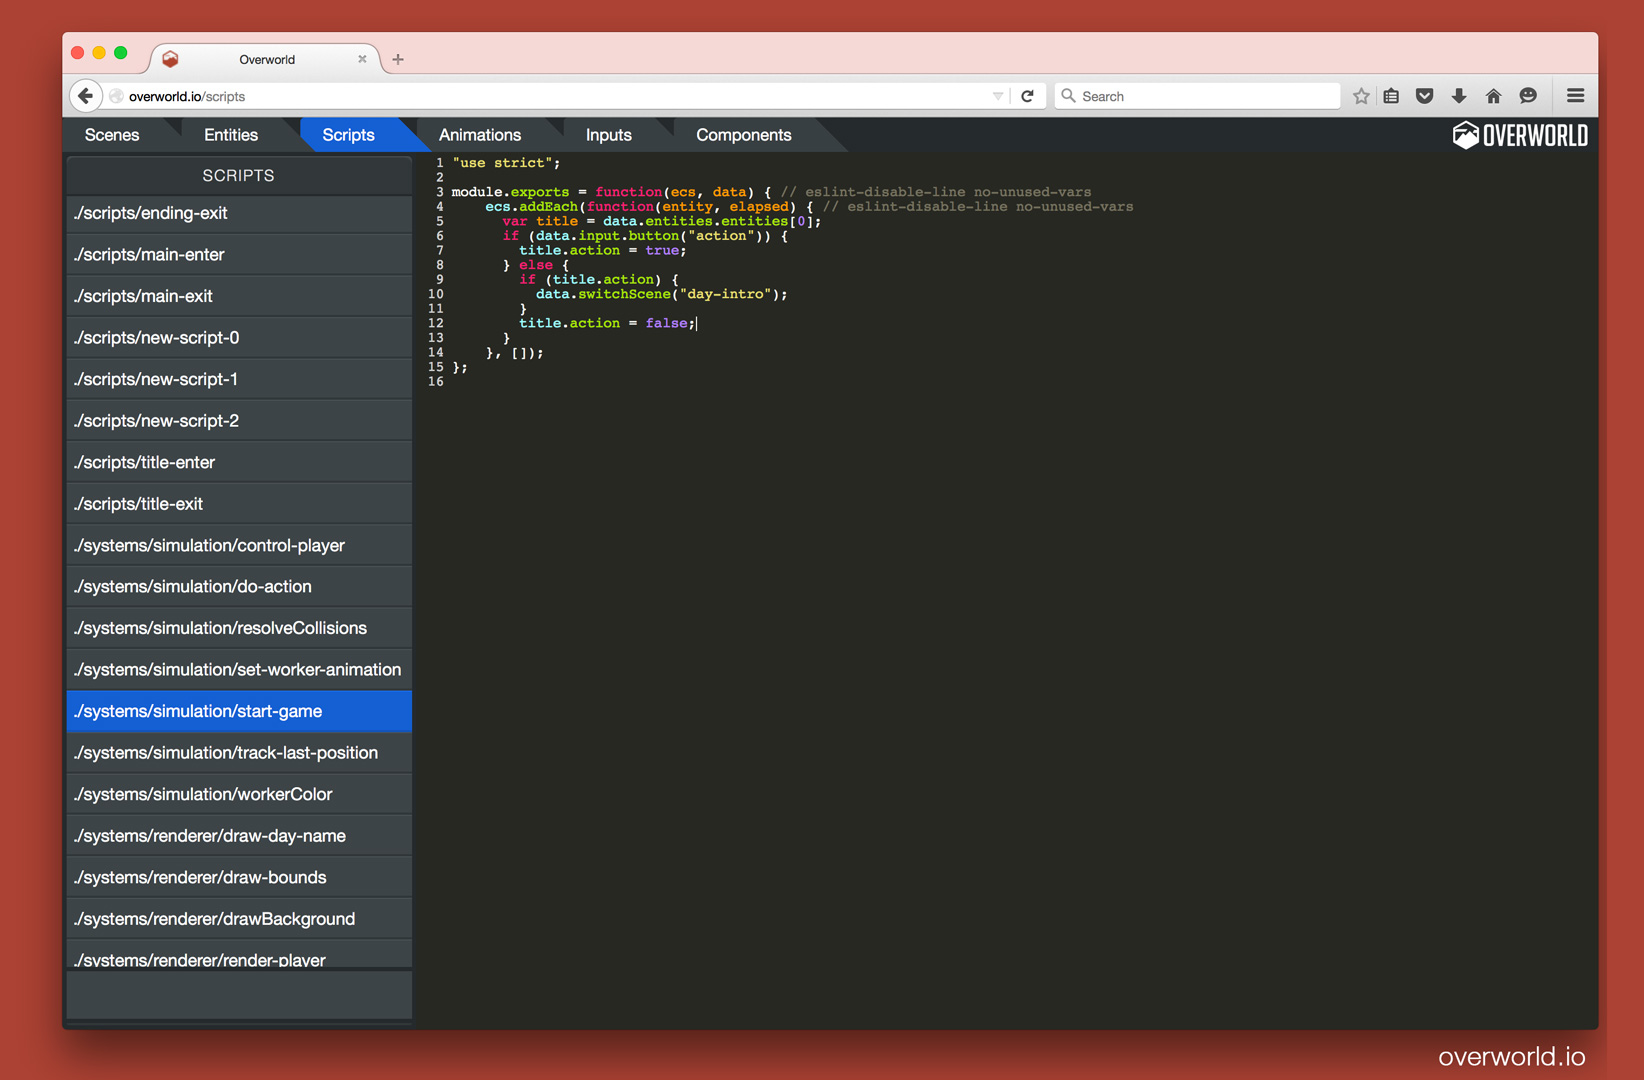 Overworld
overworld.io/scripts
Search
Scenes Entities Scripts Animations Inputs Components
OVERWORLD
SCRIPTS
./scripts/ending-exit
./scripts/main-enter
./scripts/main-exit
./scripts/new-script-0
./scripts/new-script-1
./scripts/new-script-2
./scripts/title-enter
./scripts/title-exit
./systems/simulation/control-player
./systems/simulation/do-action
./systems/simulation/resolveCollisions
./systems/simulation/set-worker-animation
./systems/simulation/start-game
./systems/simulation/track-last-position
./systems/simulation/workerColor
./systems/renderer/draw-day-name
./systems/renderer/draw-bounds
./systems/renderer/drawBackground
./systems/renderer/render-player
1 "use strict";
2
3 module.exports = function(ecs, data) { // eslint-disable-line no-unused-vars
4     ecs.addEach(function(entity, elapsed) { // eslint-disable-line no-unused-vars
5       var title = data.entities.entities[0];
6       if (data.input.button("action")) {
7         title.action = true;
8       } else {
9         if (title.action) {
10           data.switchScene("day-intro");
11         }
12         title.action = false;
13       }
14     }, []);
15 };
16
overworld.io